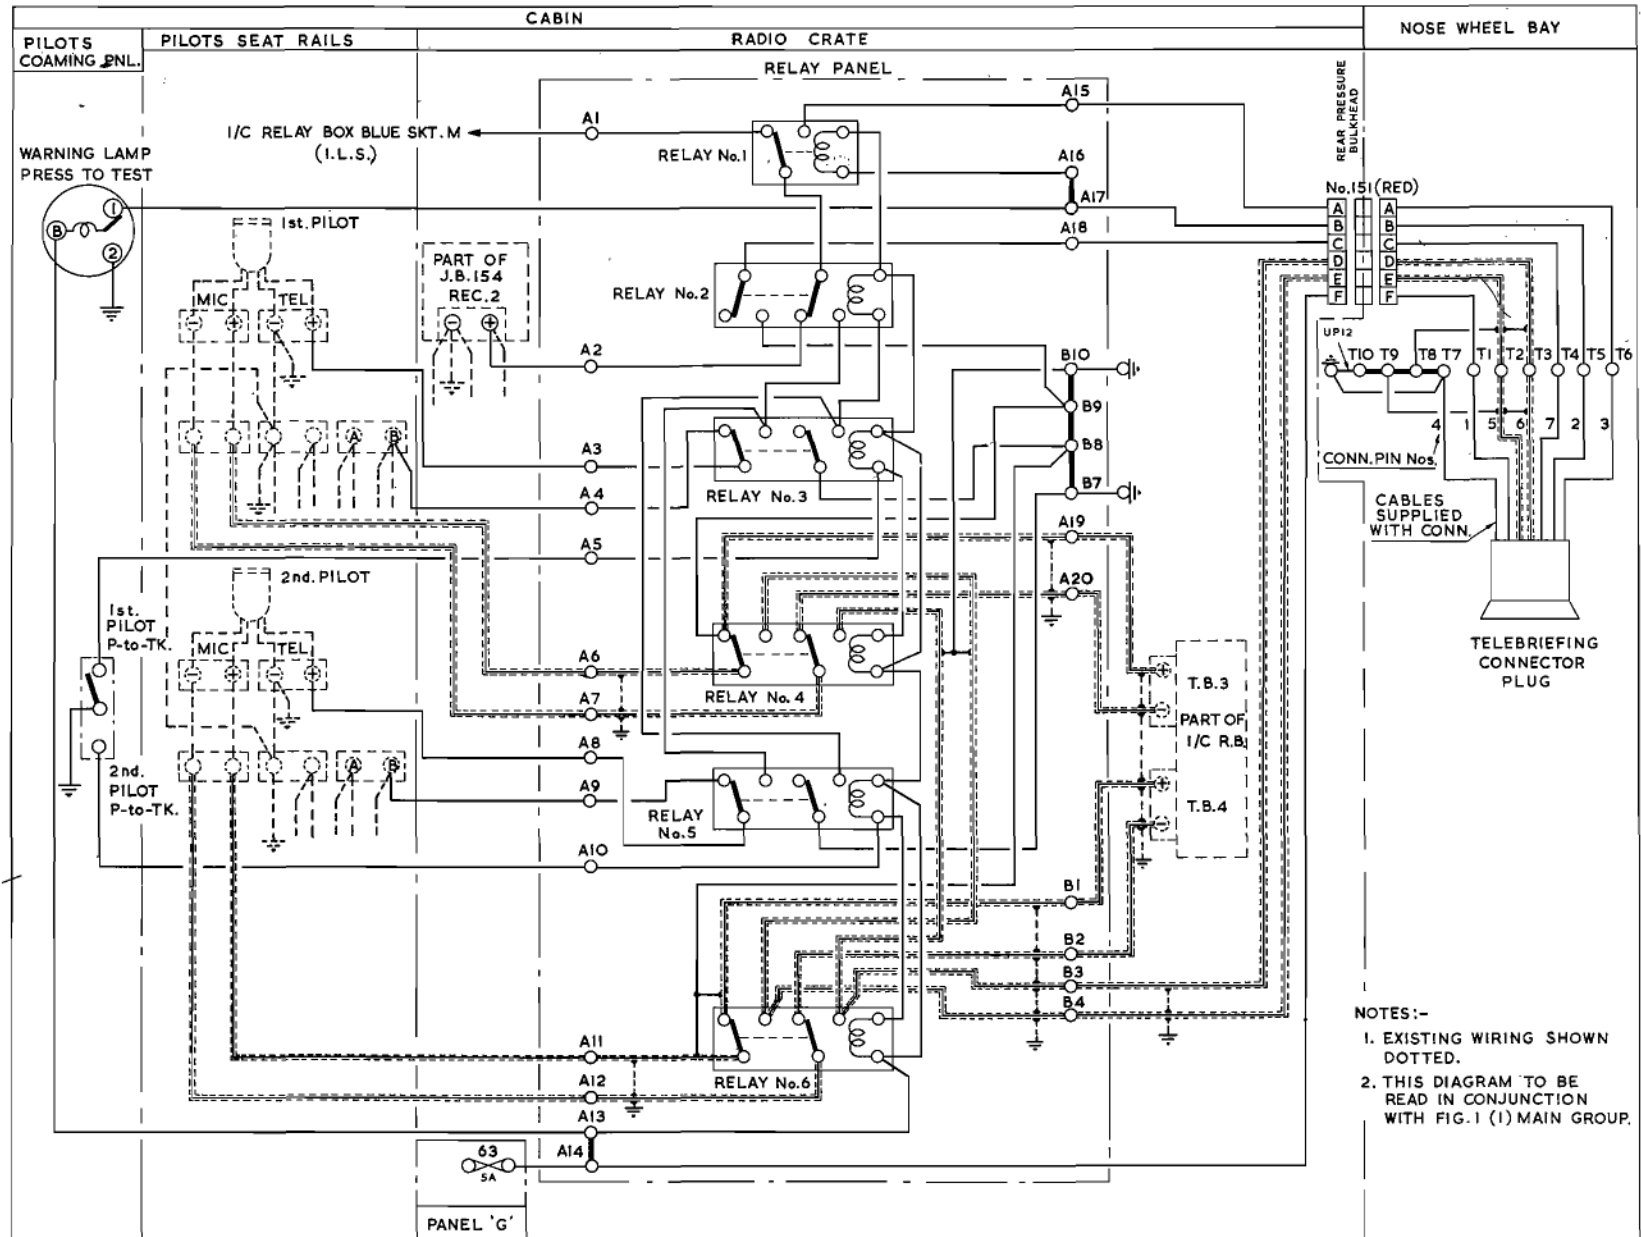 CABIN
NOSE WHEEL BAY
PILOTS
COAMING PNL.
PILOTS SEAT RAILS
RADIO CRATE
RELAY PANEL
REAR PRESSURE
BULKHEAD
A1
A15
I/C RELAY BOX BLUE SKT. M
(I.L.S.)
RELAY No.1
A16
A17
A18
WARNING LAMP
PRESS TO TEST
1
B
2
1st. PILOT
MIC
TEL
PART OF
J.B.154
REC.2
RELAY No.2
No.151(RED)
A
B
C
D
E
F
A
B
C
D
E
F
UP12
T10 T9 T8 T7 T1 T2 T3 T4 T5 T6
A2
B10
B9
B8
B7
A B
A3
A4
RELAY No.3
4 1 5 6 7 2 3
CONN. PIN Nos.
CABLES
SUPPLIED
WITH CONN.
A5
A19
A20
2nd. PILOT
1st.
PILOT
P-to-TK.
MIC
TEL
A6
A7
RELAY No.4
T.B.3
PART OF
I/C R.B.
T.B.4
TELEBRIEFING
CONNECTOR
PLUG
A8
A9
A B
2nd.
PILOT
P-to-TK.
RELAY
No.5
A10
B1
B2
B3
B4
A11
A12
RELAY No.6
A13
A14
63
5A
PANEL 'G'
NOTES:-
1. EXISTING WIRING SHOWN
DOTTED.
2. THIS DIAGRAM TO BE
READ IN CONJUNCTION
WITH FIG.1 (1) MAIN GROUP.